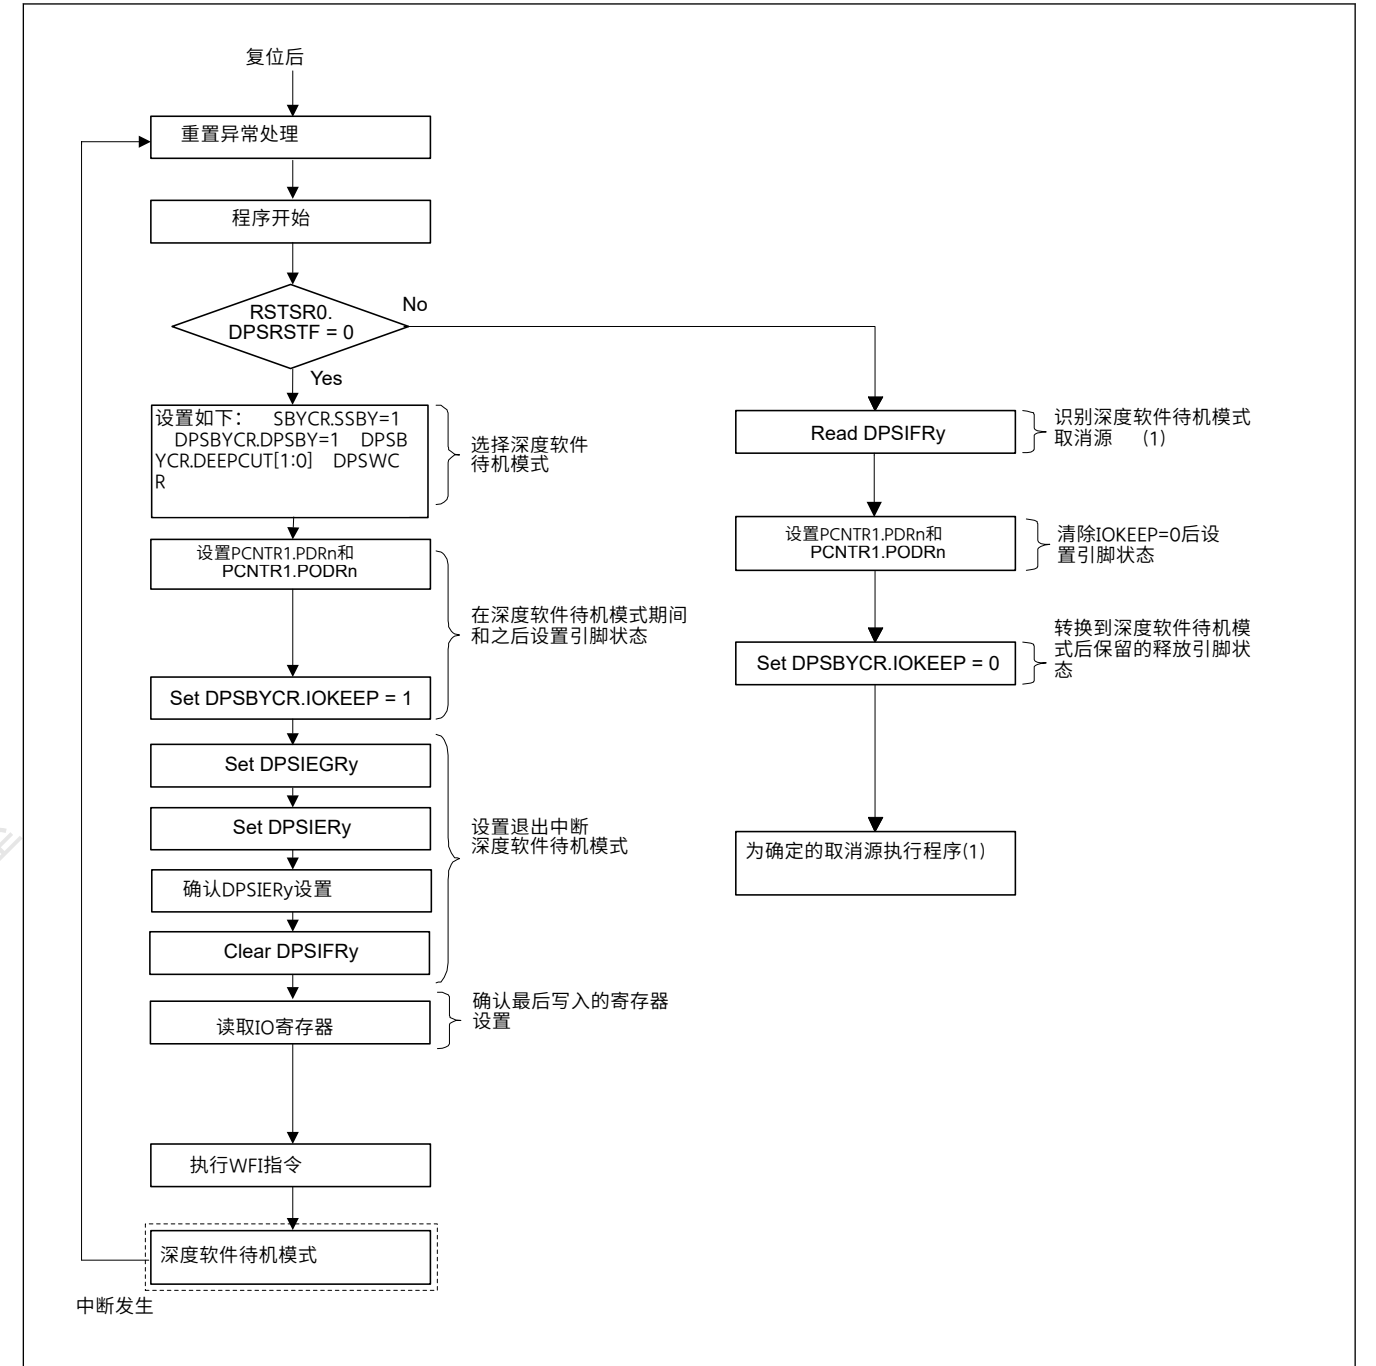 复位后
重置异常处理
程序开始
RSTSR0.
DPSRSTF = 0
No
Yes
设置如下： SBYCR.SSBY=1
DPSBYCR.DPSBY=1 DPSB
YCR.DEEPCUT[1:0] DPSWC
R
选择深度软件
待机模式
设置PCNTR1.PDRn和
PCNTR1.PODRn
在深度软件待机模式期间
和之后设置引脚状态
Set DPSBYCR.IOKEEP = 1
Set DPSIEGRy
Set DPSIERy
设置退出中断
深度软件待机模式
确认DPSIERy设置
Clear DPSIFRy
读取IO寄存器
确认最后写入的寄存器
设置
执行WFI指令
深度软件待机模式
中断发生
Read DPSIFRy
识别深度软件待机模式
取消源 (1)
设置PCNTR1.PDRn和
PCNTR1.PODRn
清除IOKEEP=0后设
置引脚状态
Set DPSBYCR.IOKEEP = 0
转换到深度软件待机模
式后保留的释放引脚状
态
为确定的取消源执行程序(1)